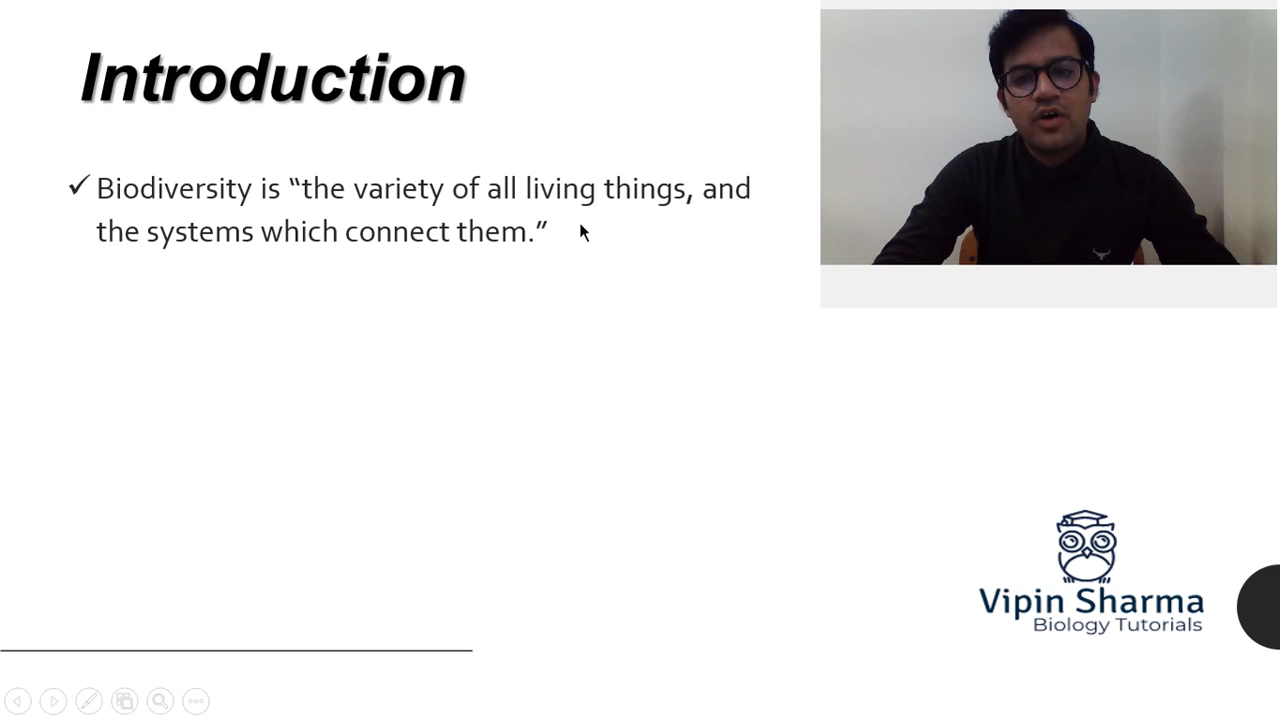 Introduction
✓ Biodiversity is “the variety of all living things, and
the systems which connect them.”
Vipin Sharma
Biology Tutorials